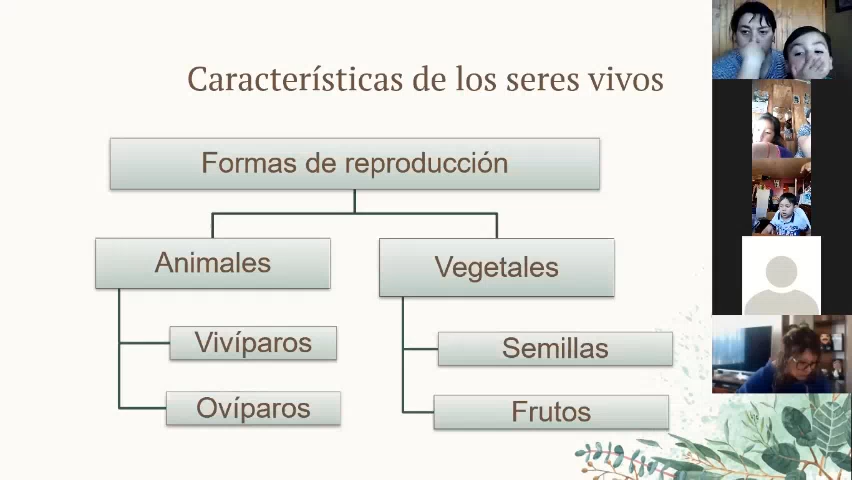 Características de los seres vivos
Formas de reproducción
Animales
Vegetales
Vivíparos
Semillas
Ovíparos
Frutos